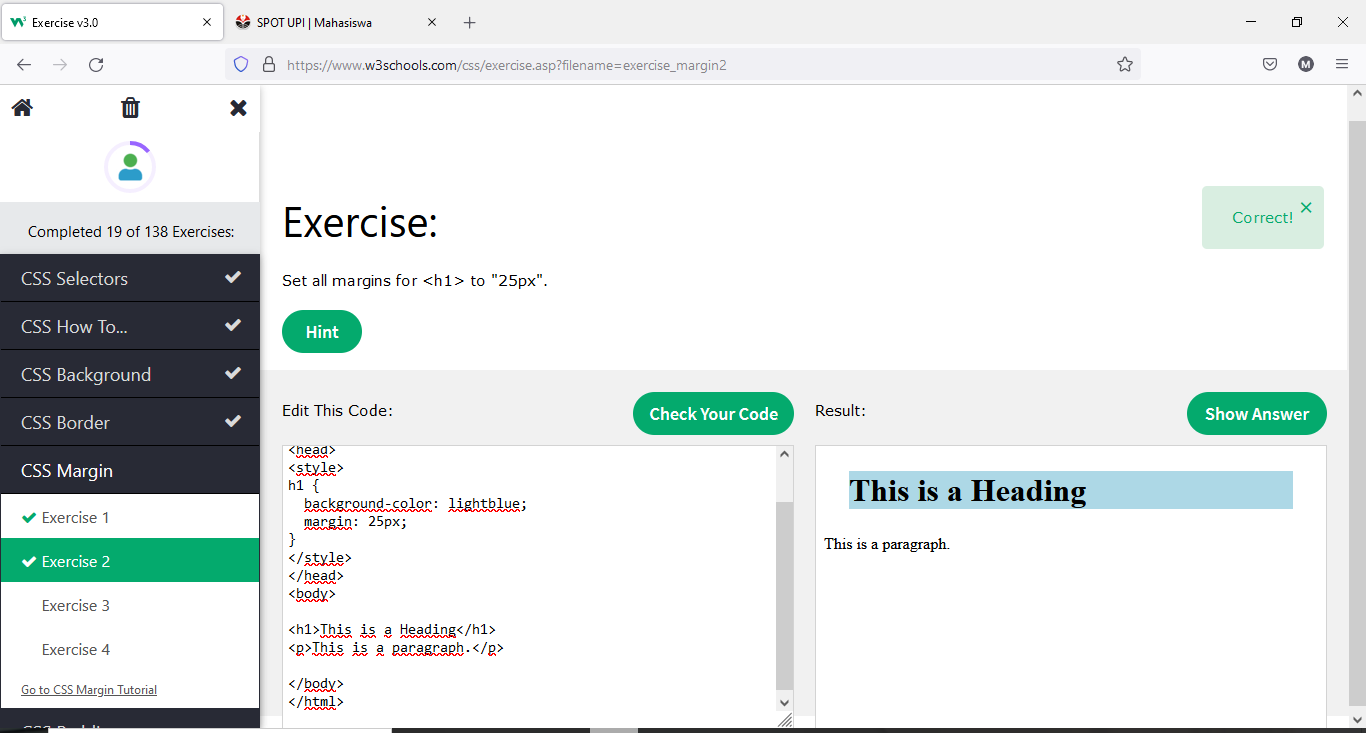 Exercise v3.0
SPOT UPI | Mahasiswa
https://www.w3schools.com/css/exercise.asp?filename=exercise_margin2
M
Completed 19 of 138 Exercises:
CSS Selectors
CSS How To...
CSS Background
CSS Border
CSS Margin
Exercise 1
Exercise 2
Exercise 3
Exercise 4
Go to CSS Margin Tutorial
Exercise:
Correct!
Set all margins for <h1> to "25px".
Hint
Edit This Code:
Check Your Code
<head>
<style>
h1 {
  background-color: lightblue;
  margin: 25px;
}
</style>
</head>
<body>
<h1>This is a Heading</h1>
<p>This is a paragraph.</p>
</body>
</html>
Result:
Show Answer
This is a Heading
This is a paragraph.